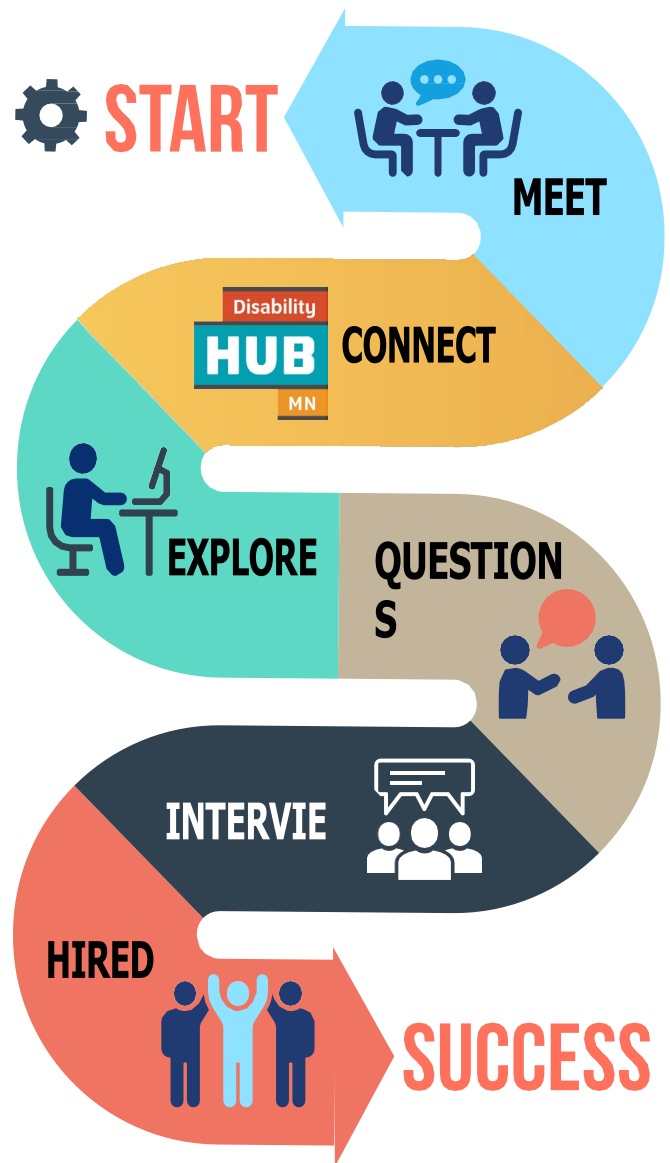 START
MEET
Disability
HUB
MN
CONNECT
EXPLORE
QUESTION
S
INTERVIE
HIRED
SUCCESS